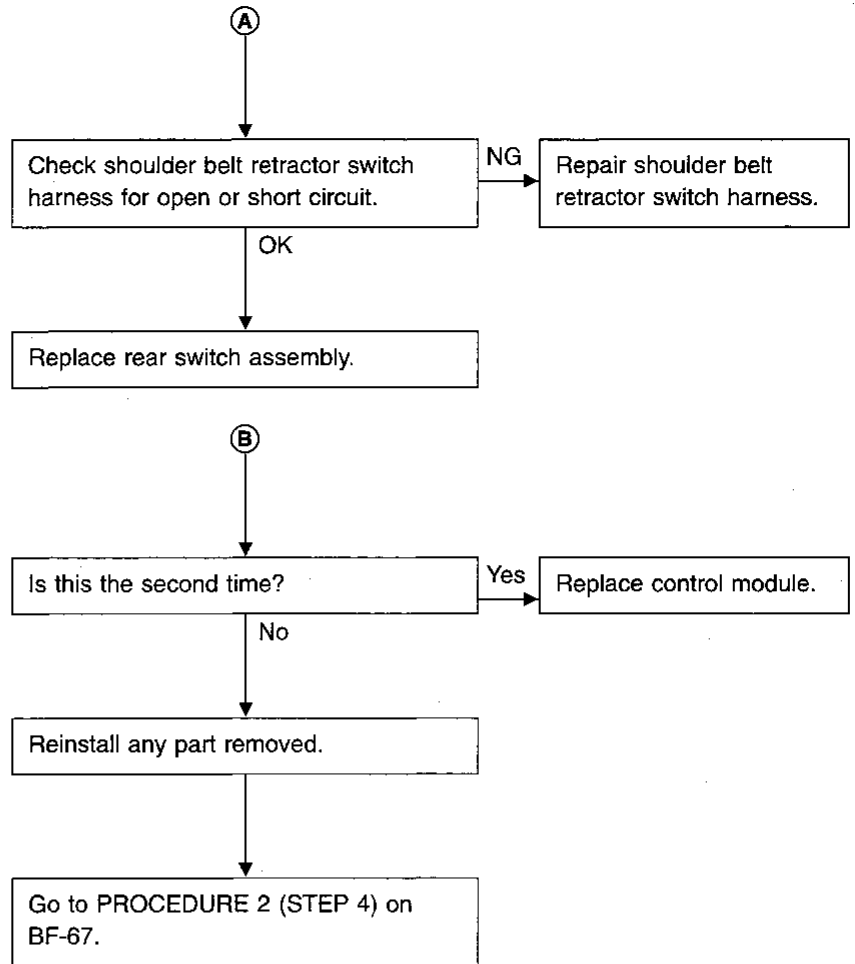 A
Check shoulder belt retractor switch
harness for open or short circuit.
NG
Repair shoulder belt
retractor switch harness.
OK
Replace rear switch assembly.
B
Is this the second time?
Yes
Replace control module.
No
Reinstall any part removed.
Go to PROCEDURE 2 (STEP 4) on
BF-67.